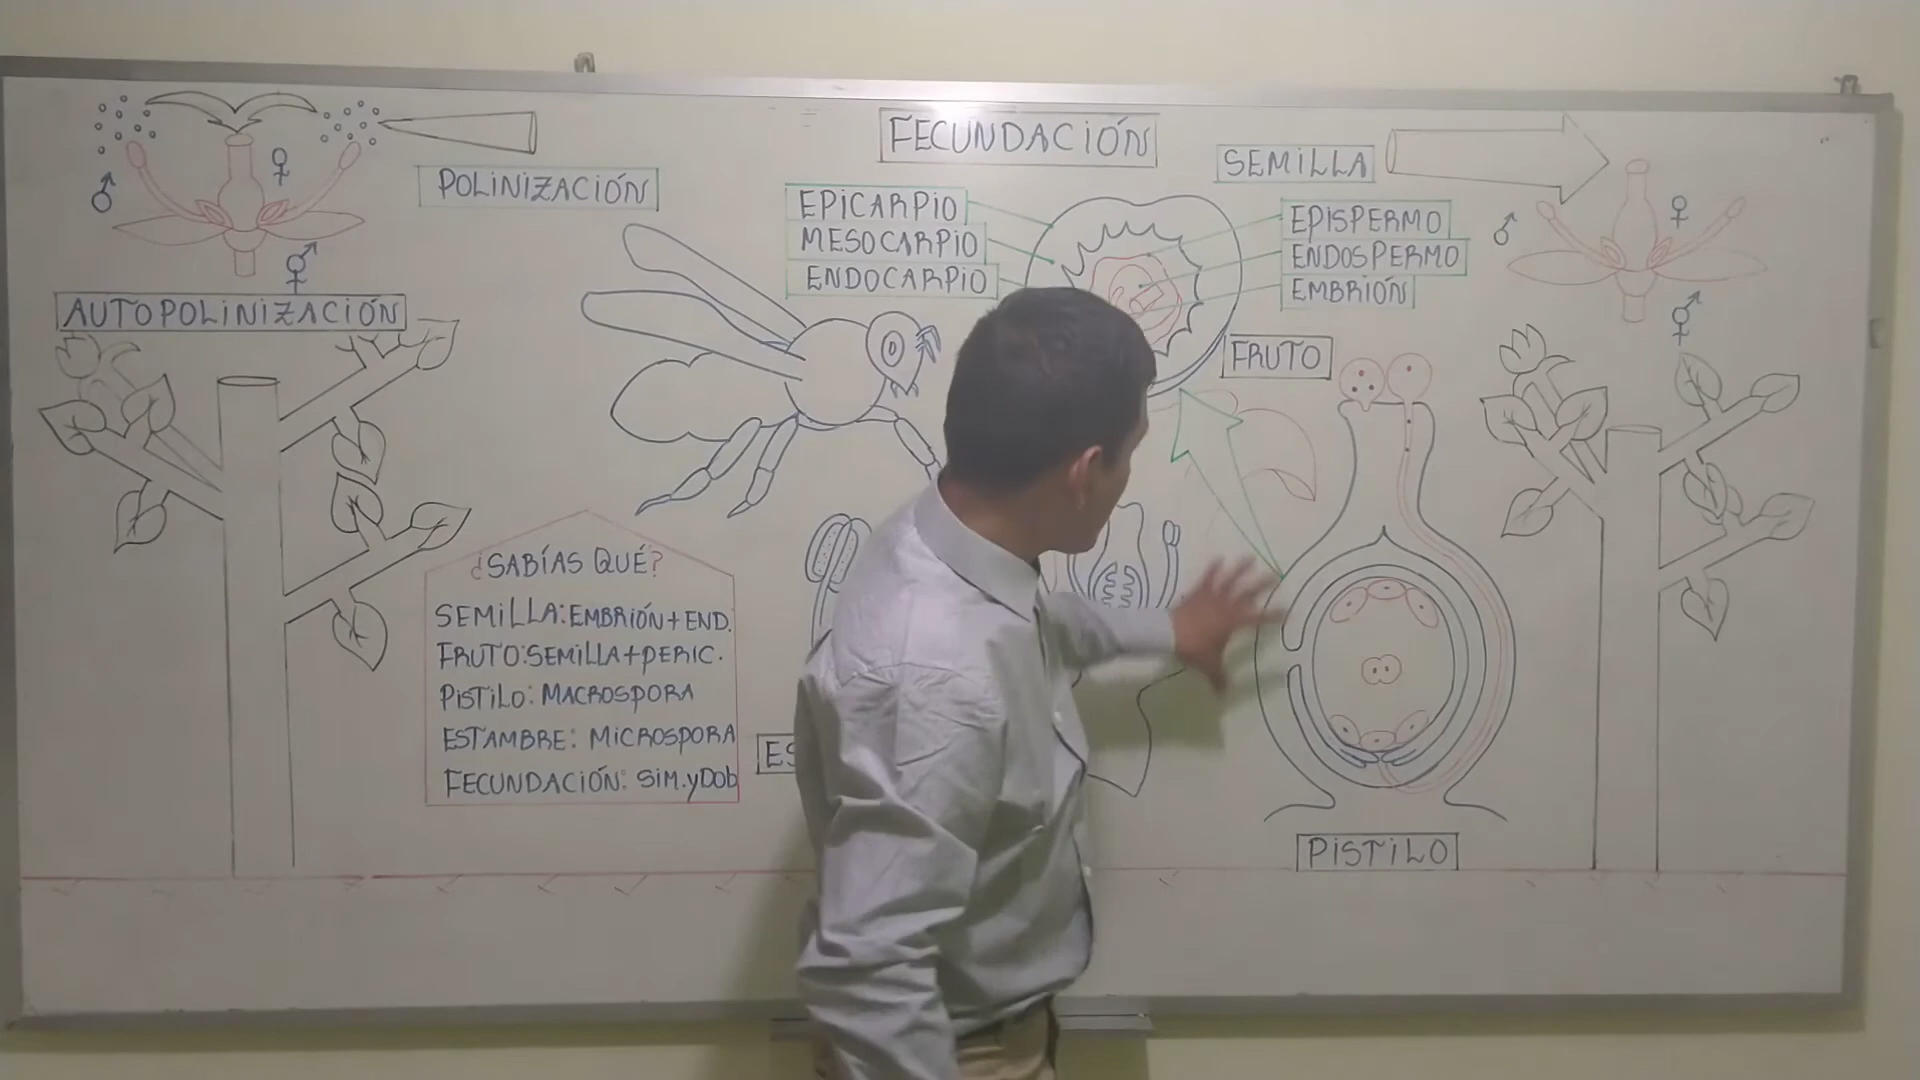 FECUNDACIÓN
POLINIZACIÓN
AUTOPOLINIZACIÓN
EPICARPIO
MESOCARPIO
ENDOCARPIO
SEMILLA
EPISPERMO
ENDOSPERMO
EMBRIÓN
FRUTO
¿SABÍAS QUÉ?
SEMILLA: EMBRIÓN + END.
FRUTO: SEMILLA + PERIC.
PISTILO: MACROSPORA
ESTAMBRE: MICROSPORA
FECUNDACIÓN: SIM. y DOb
ES
PISTILO